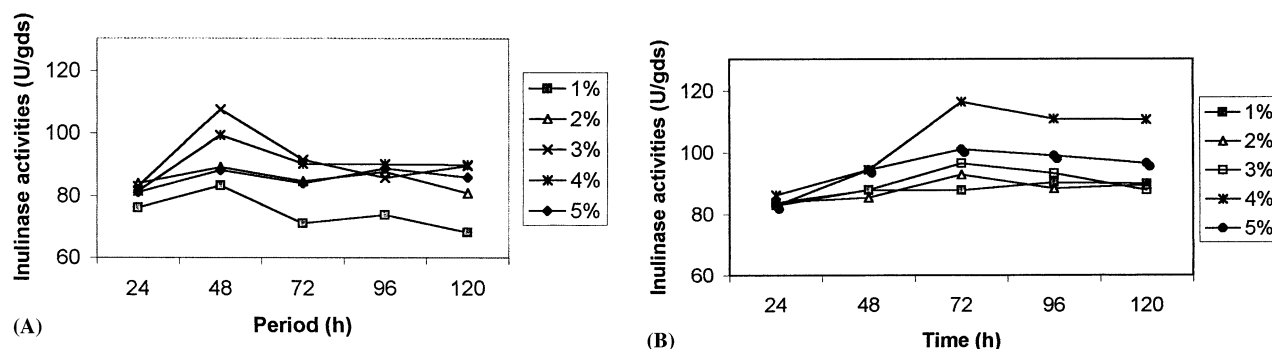 Inulinase activities (U/gds)
120
100
80
60
24 48 72 96 120
Period (h)
(A)
1%
2%
3%
4%
5%
Inulinase activities (U/gds)
120
100
80
60
24 48 72 96 120
Time (h)
(B)
1%
2%
3%
4%
5%